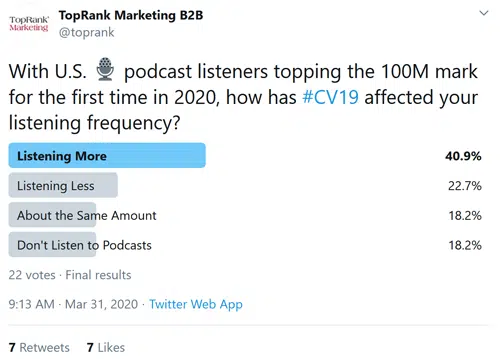 TopRank Marketing
TopRank Marketing B2B
@toprank
With U.S. 🎙 podcast listeners topping the 100M mark
for the first time in 2020, how has #CV19 affected your
listening frequency?
Listening More 40.9%
Listening Less 22.7%
About the Same Amount 18.2%
Don't Listen to Podcasts 18.2%
22 votes · Final results
9:13 AM · Mar 31, 2020 · Twitter Web App
7 Retweets 7 Likes